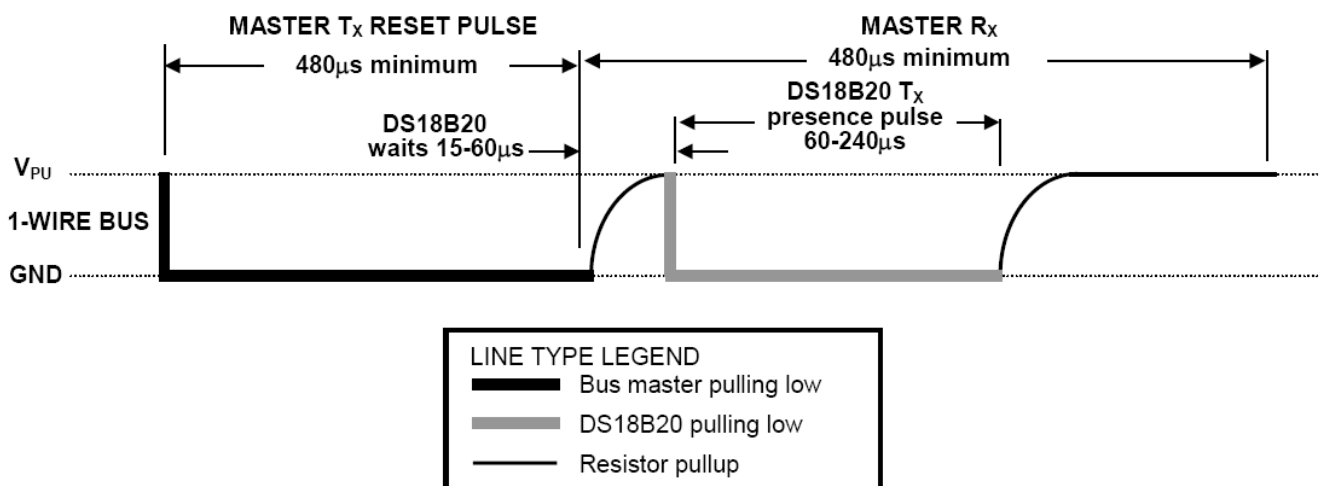 MASTER TX RESET PULSE
MASTER RX
480μs minimum
480μs minimum
DS18B20 TX
presence pulse
60-240μs
DS18B20
waits 15-60μs
VPU
1-WIRE BUS
GND
LINE TYPE LEGEND
Bus master pulling low
DS18B20 pulling low
Resistor pullup